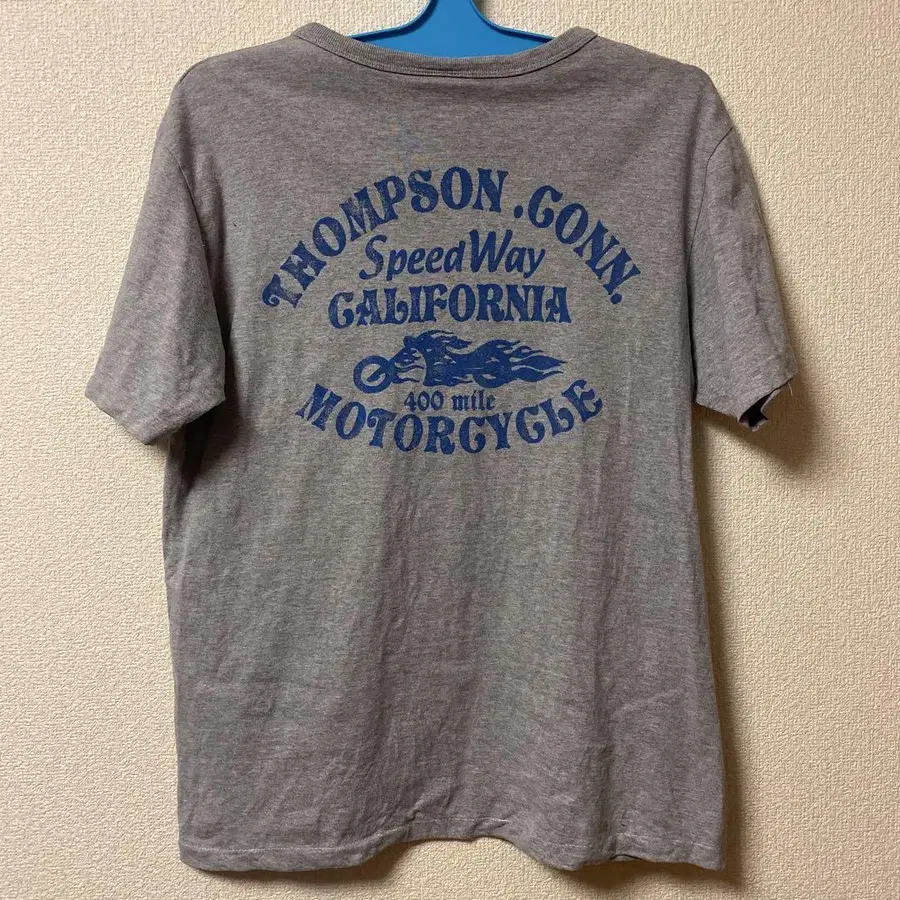 THOMPSON.CONN.
SpeedWay
CALIFORNIA
400 mile
MOTORCYCLE